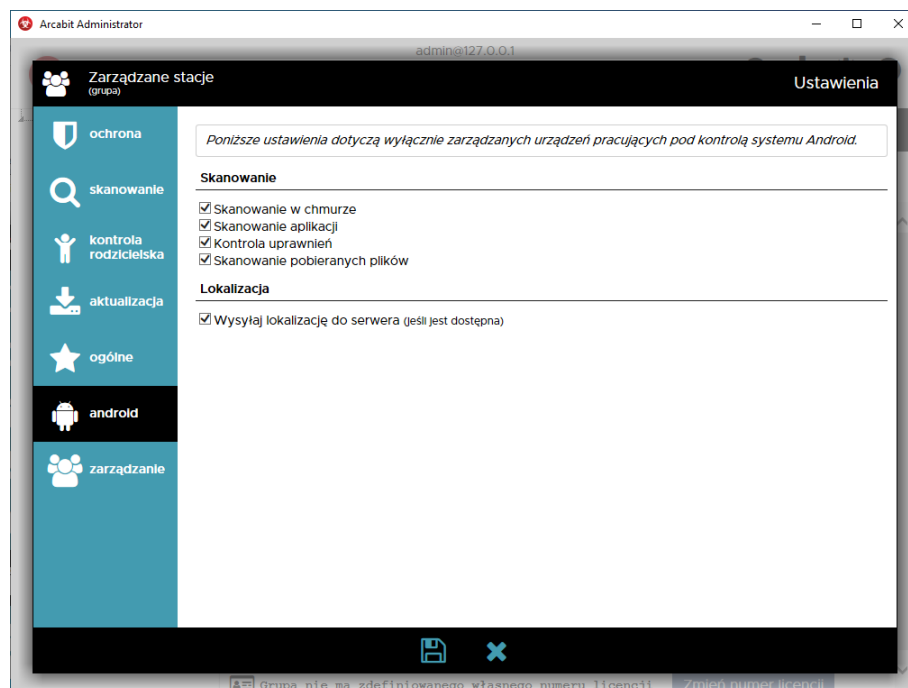 Arcabit Administrator
admin@127.0.0.1
Zarządzane stacje
(grupa)
Ustawienia
ochrona
skanowanie
kontrola
rodzicielska
aktualizacja
ogólne
android
zarządzanie
Poniższe ustawienia dotyczą wyłącznie zarządzanych urządzeń pracujących pod kontrolą systemu Android.
Skanowanie
Skanowanie w chmurze
Skanowanie aplikacji
Kontrola uprawnień
Skanowanie pobieranych plików
Lokalizacja
Wysyłaj lokalizację do serwera (jeśli jest dostępna)
Grupa nie ma zdefiniowanego własnego numeru licencji
Zmień numer licencji